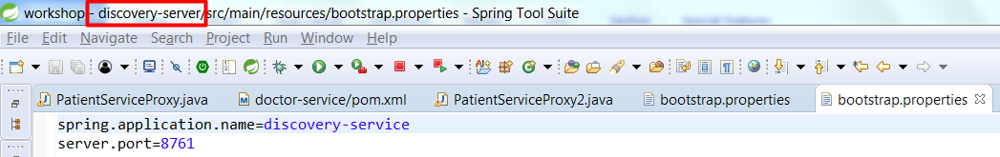 workshop - discovery-server/src/main/resources/bootstrap.properties - Spring Tool Suite
File Edit Navigate Search Project Run Window Help
PatientServiceProxy.java doctor-service/pom.xml PatientServiceProxy2.java bootstrap.properties bootstrap.properties
spring.application.name=discovery-service
server.port=8761